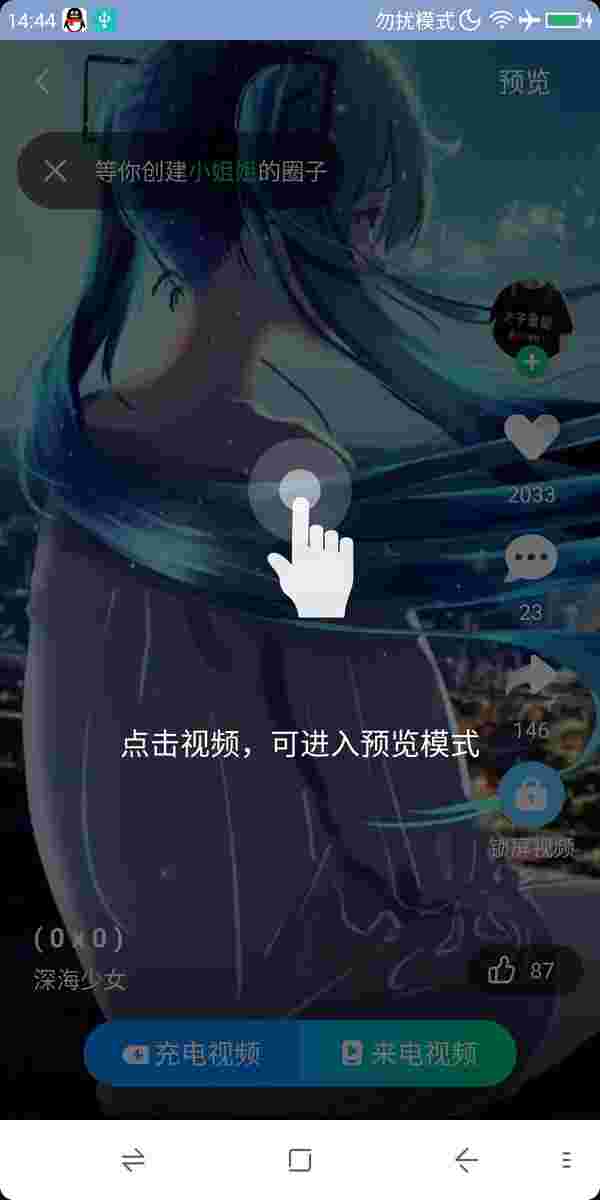 14:44
勿扰模式
预览
等你创建小姐姐的圈子
2033
点击视频，可进入预览模式
23
146
锁屏视频
( 0 x 0 )
深海少女
87
充电视频
来电视频